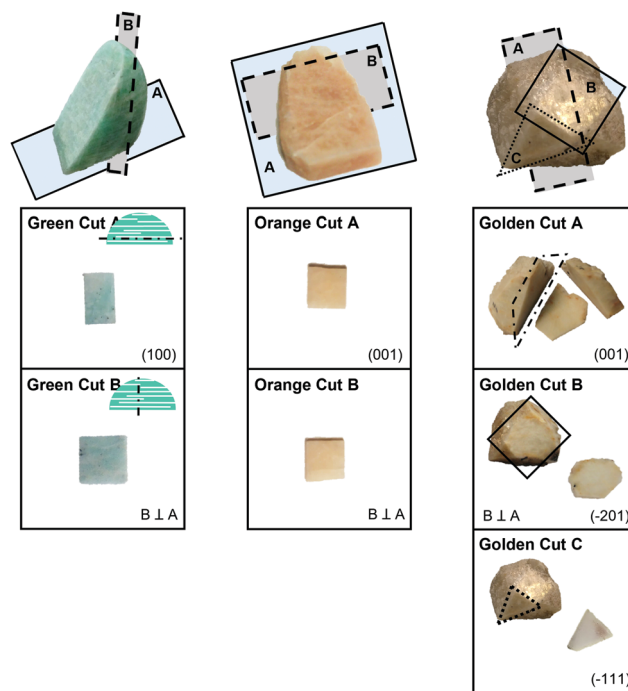 B
A
B
A
A
B
C
Green Cut A
(100)
Orange Cut A
(001)
Golden Cut A
(001)
Green Cut B
B ⊥ A
Orange Cut B
B ⊥ A
Golden Cut B
B ⊥ A
(-201)
Golden Cut C
(-111)